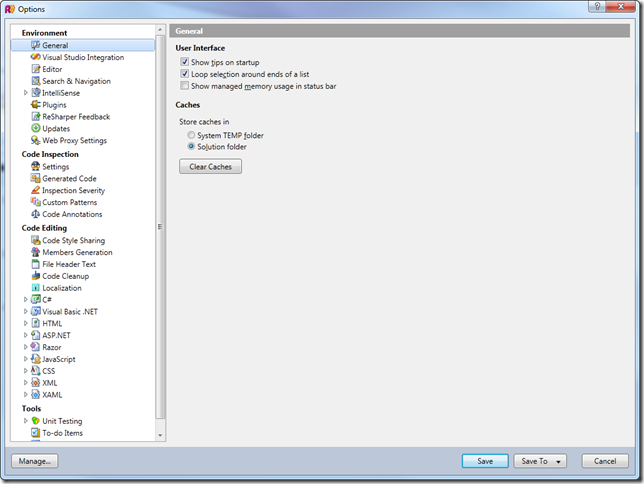 Options
Environment
General
Visual Studio Integration
Editor
Search & Navigation
IntelliSense
Plugins
ReSharper Feedback
Updates
Web Proxy Settings
Code Inspection
Settings
Generated Code
Inspection Severity
Custom Patterns
Code Annotations
Code Editing
Code Style Sharing
Members Generation
File Header Text
Code Cleanup
Localization
C#
Visual Basic .NET
HTML
ASP.NET
Razor
JavaScript
CSS
XML
XAML
Tools
Unit Testing
To-do Items
General
User Interface
Show tips on startup
Loop selection around ends of a list
Show managed memory usage in status bar
Caches
Store caches in
System TEMP folder
Solution folder
Clear Caches
Manage...
Save
Save To
Cancel